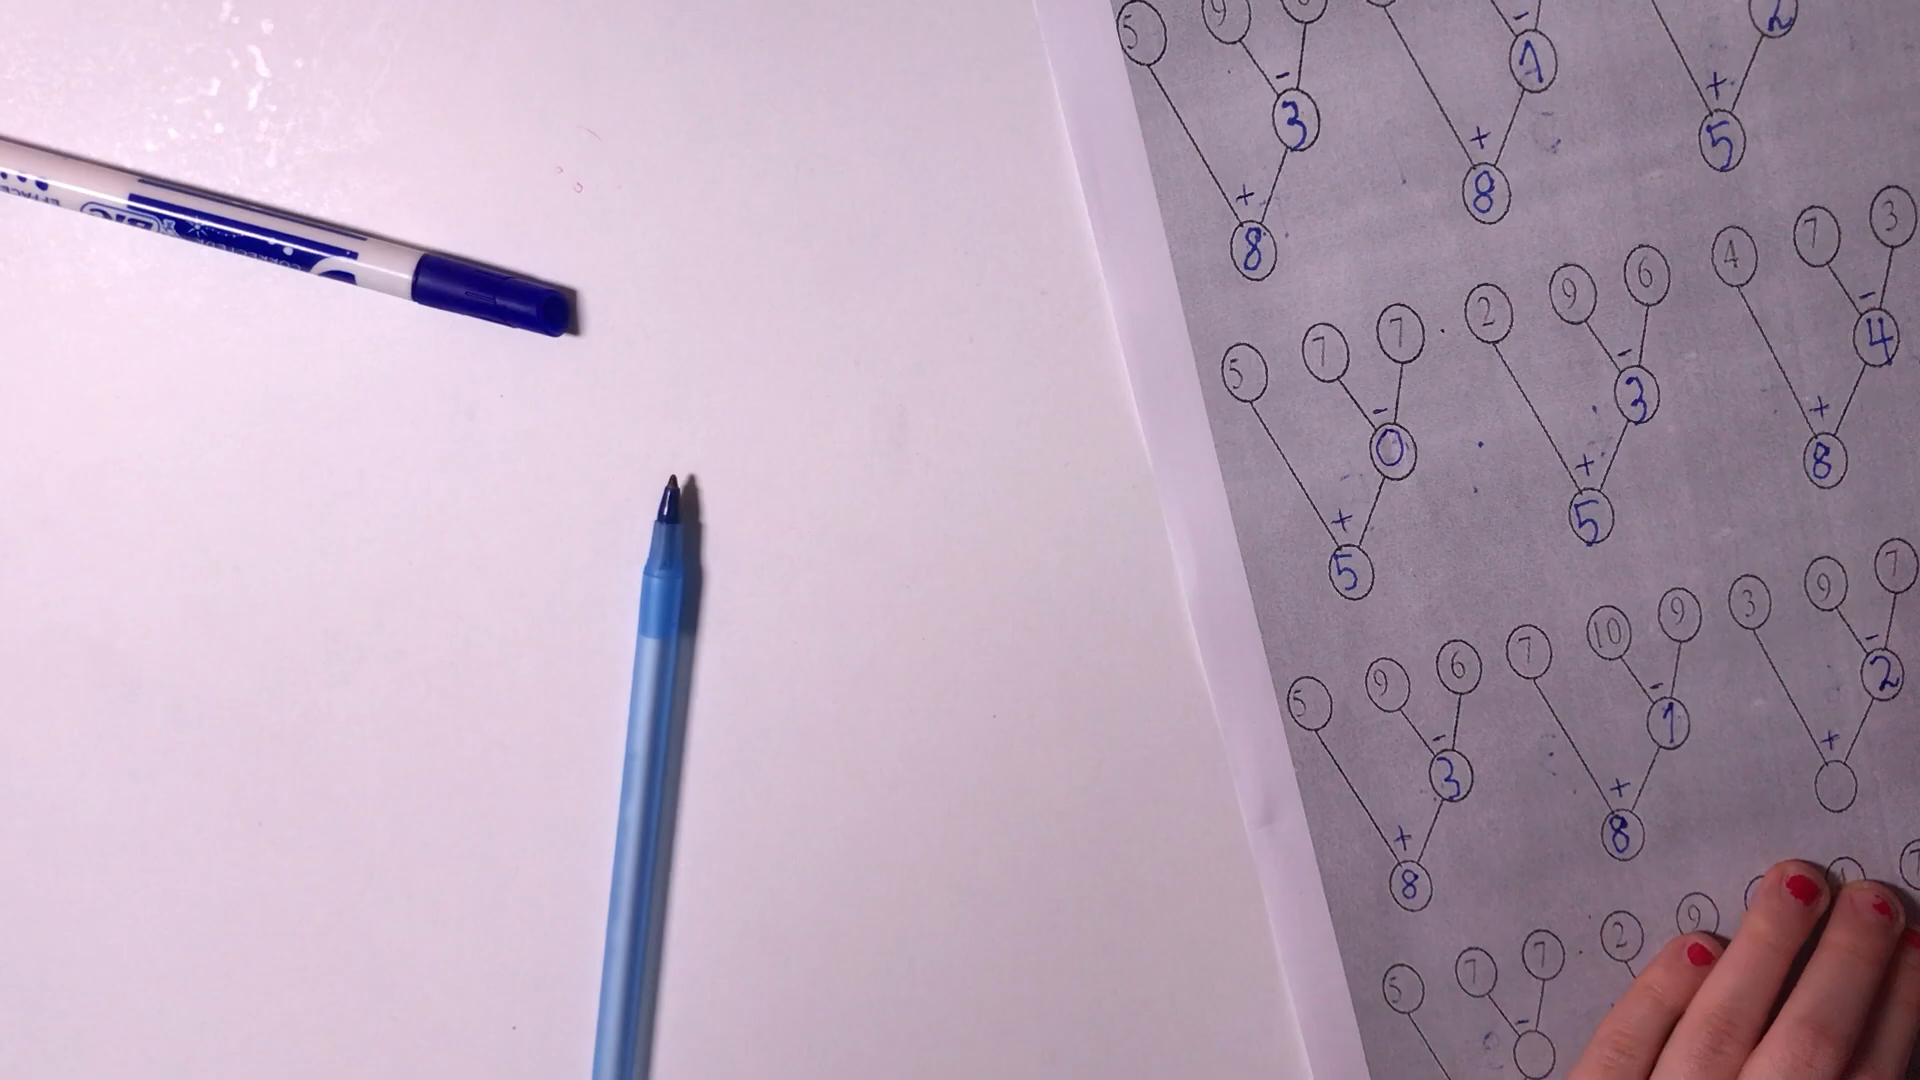 5 9
- - 2
3 1 +
+ + 5
8 8
5 7 7 2 9 6 4 7 3
- - -
0 3 4
+ + +
5 5 8
5 9 6 7 10 9 3 9 7
- - -
3 1 2
+ + +
8 8
5 7 7 2 9
-
BIC